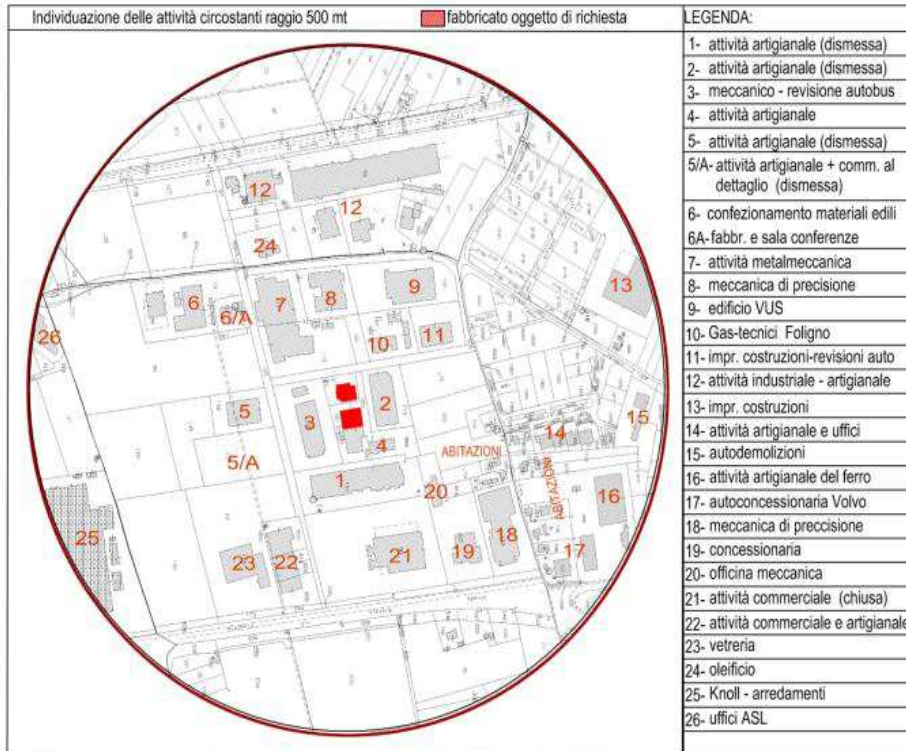 Individuazione delle attività circostanti raggio 500 mt
fabbricato oggetto di richiesta
LEGENDA:
1- attività artigianale (dismessa)
2- attività artigianale (dismessa)
3- meccanico - revisione autobus
4- attività artigianale
5- attività artigianale (dismessa)
5/A- attività artigianale + comm. al
dettaglio (dismessa)
6- confezionamento materiali edili
6A- fabbr. e sala conferenze
7- attività metalmeccanica
8- meccanica di precisione
9- edificio VUS
10- Gas-tecnici Foligno
11- impr. costruzioni-revisioni auto
12- attività industriale - artigianale
13- impr. costruzioni
14- attività artigianale e uffici
15- autodemolizioni
16- attività artigianale del ferro
17- autoconcessionaria Volvo
18- meccanica di preccisione
19- concessionaria
20- officina meccanica
21- attività commerciale (chiusa)
22- attività commerciale e artigianale
23- vetreria
24- oleificio
25- Knoll - arredamenti
26- uffici ASL
12
12
24
13
6
6/A
7
8
9
26
10
11
5
3
2
4
15
14
ABITAZIONI
5/A
1
20
ABITAZIONI
16
25
23
22
21
19
18
17